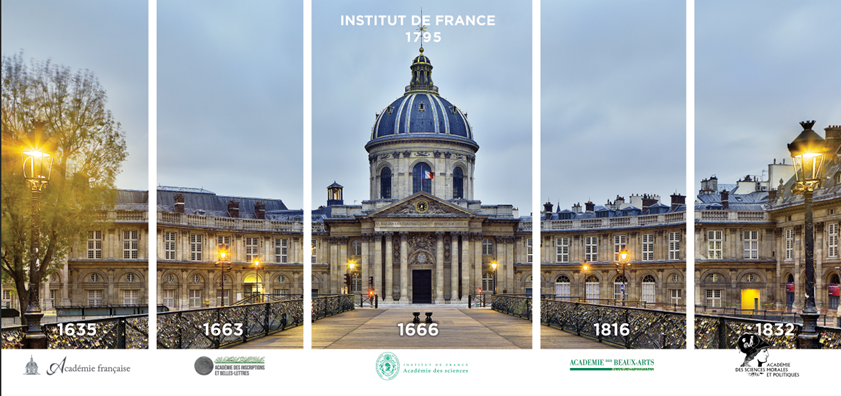 INSTITUT DE FRANCE
1795
1635
1663
1666
1816
1832
Académie française
ACADÉMIE DES INSCRIPTIONS
ET BELLES-LETTRES
INSTITUT DE FRANCE
Académie des sciences
ACADEMIE DES BEAUX-ARTS
ACADÉMIE
DES SCIENCES MORALES
ET POLITIQUES